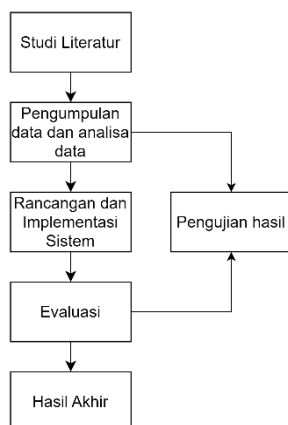 Studi Literatur
Pengumpulan
data dan analisa
data
Rancangan dan
Implementasi
Sistem
Pengujian hasil
Evaluasi
Hasil Akhir